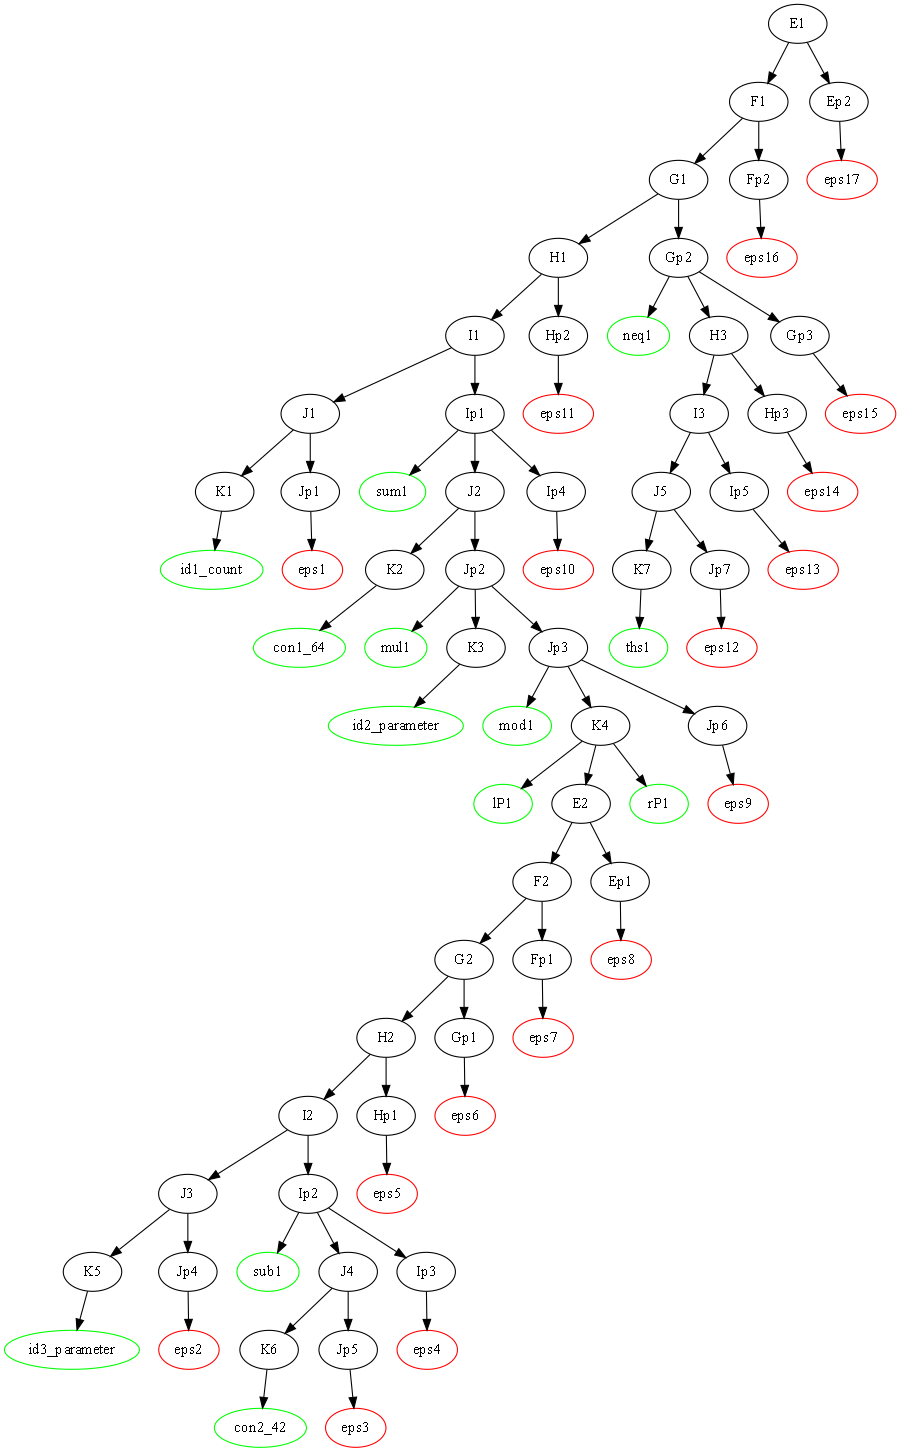 E1
F1 Ep2
G1 Fp2 eps17
H1 Gp2 eps16
I1 Hp2 neq1 H3 Gp3
J1 Ip1 eps11 I3 Hp3 eps15
K1 Jp1 sum1 J2 Ip4 J5 Ip5 eps14
id1_count eps1 K2 Jp2 eps10 K7 Jp7 eps13
con1_64 mul1 K3 Jp3 ths1 eps12
id2_parameter mod1 K4 Jp6
lP1 E2 rP1 eps9
F2 Ep1
G2 Fp1 eps8
H2 Gp1 eps7
I2 Hp1 eps6
J3 Ip2 eps5
K5 Jp4 sub1 J4 Ip3
id3_parameter eps2 K6 Jp5 eps4
con2_42 eps3